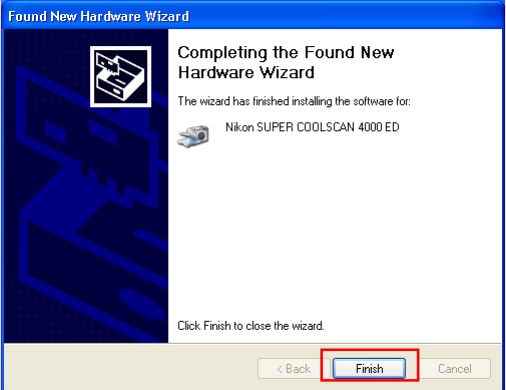 Found New Hardware Wizard
Completing the Found New
Hardware Wizard
The wizard has finished installing the software for:
Nikon SUPER COOLSCAN 4000 ED
Click Finish to close the wizard.
< Back Finish Cancel